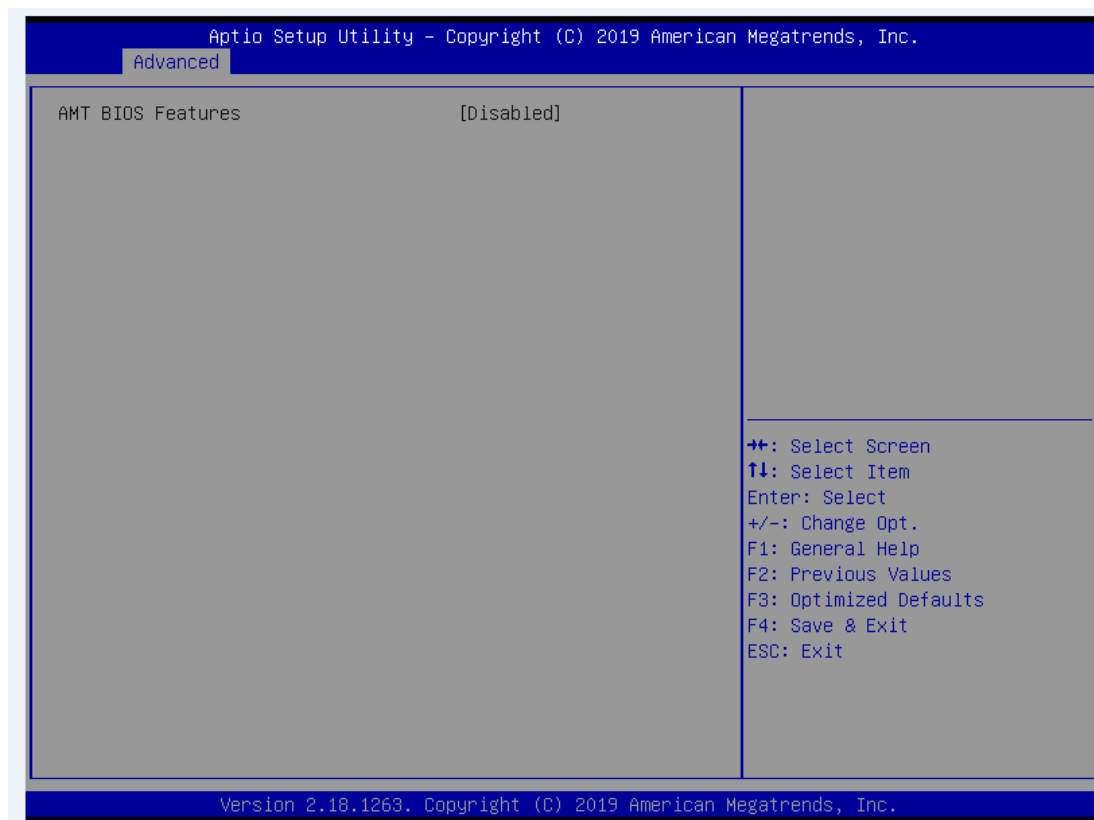 Aptio Setup Utility – Copyright (C) 2019 American Megatrends, Inc.
Advanced
AMT BIOS Features [Disabled]
→←: Select Screen
↑↓: Select Item
Enter: Select
+/-: Change Opt.
F1: General Help
F2: Previous Values
F3: Optimized Defaults
F4: Save & Exit
ESC: Exit
Version 2.18.1263. Copyright (C) 2019 American Megatrends, Inc.